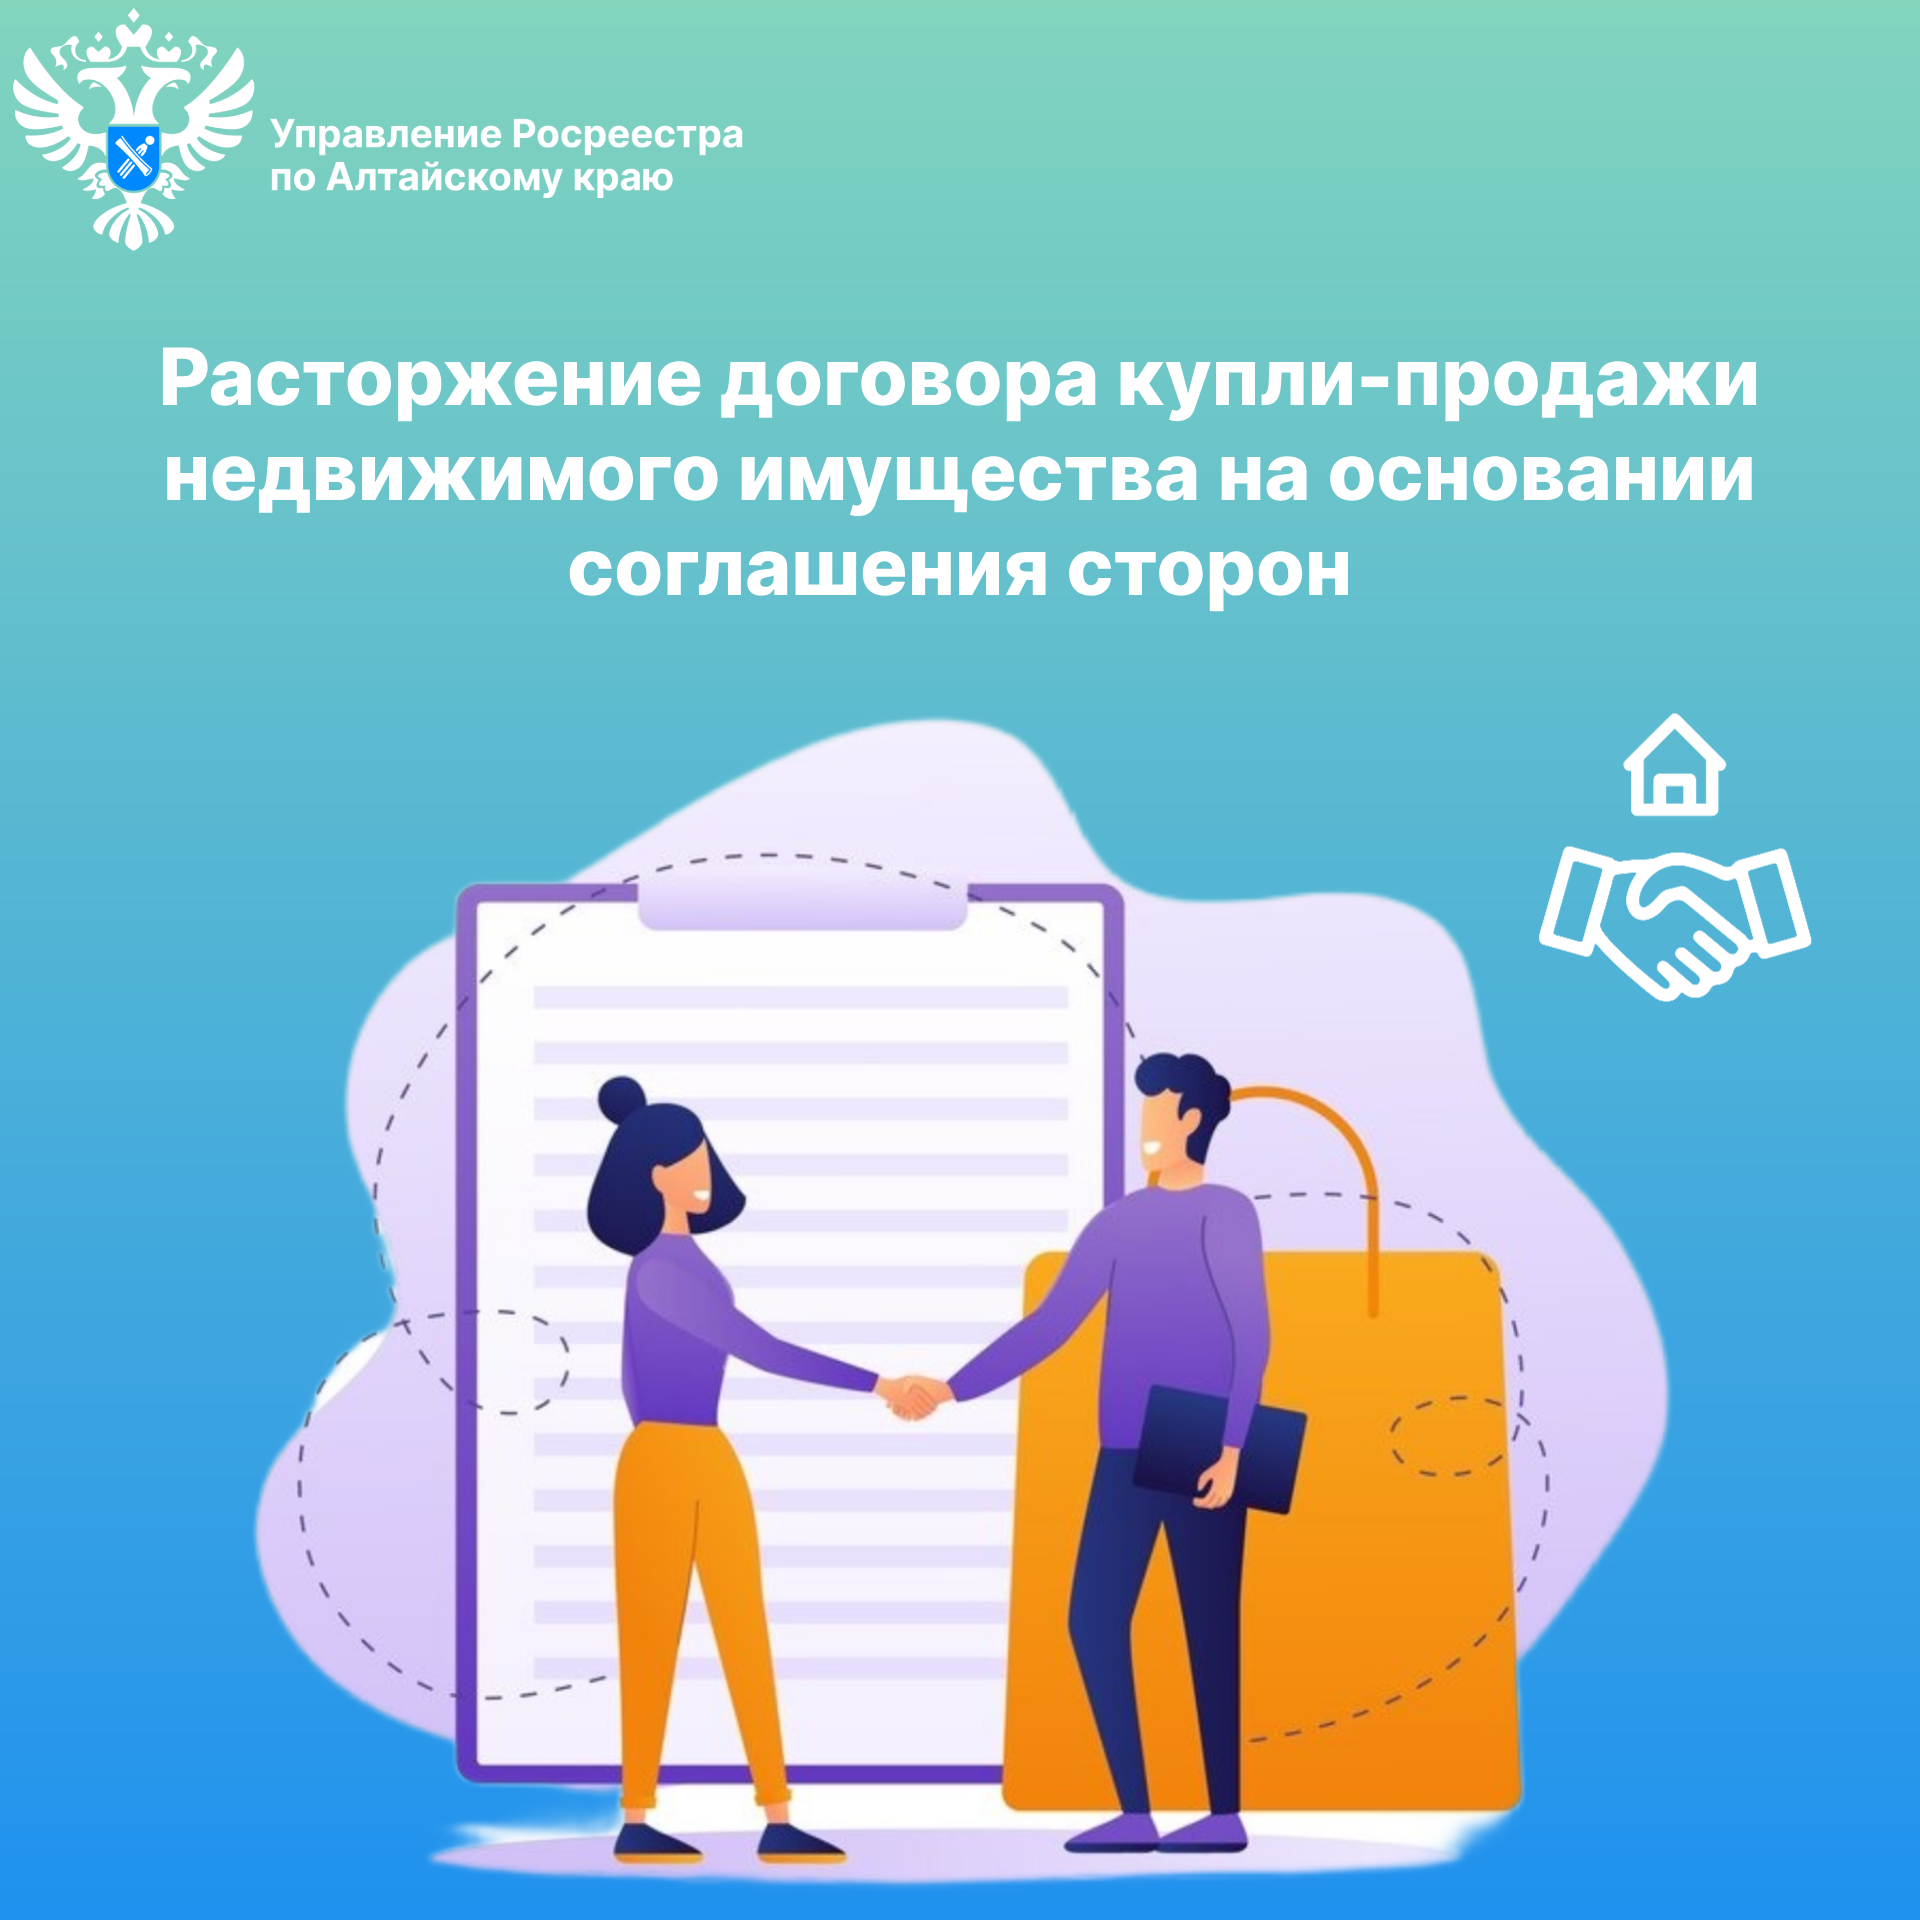 Управление Росреестра
по Алтайскому краю
Расторжение договора купли-продажи
недвижимого имущества на основании
соглашения сторон